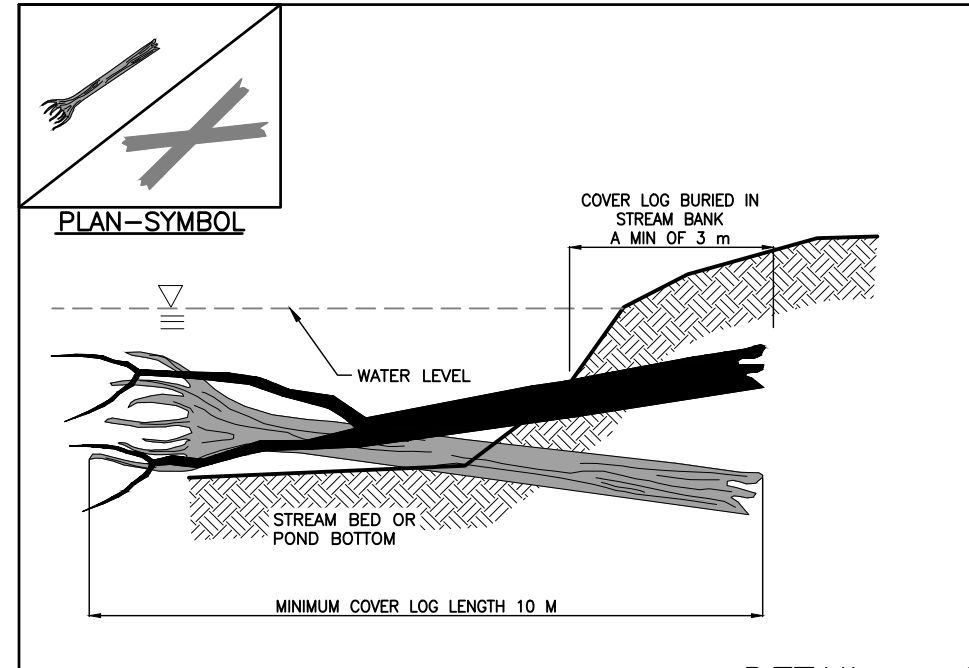 PLAN-SYMBOL
COVER LOG BURIED IN
STREAM BANK
A MIN OF 3 m
WATER LEVEL
STREAM BED OR
POND BOTTOM
MINIMUM COVER LOG LENGTH 10 M